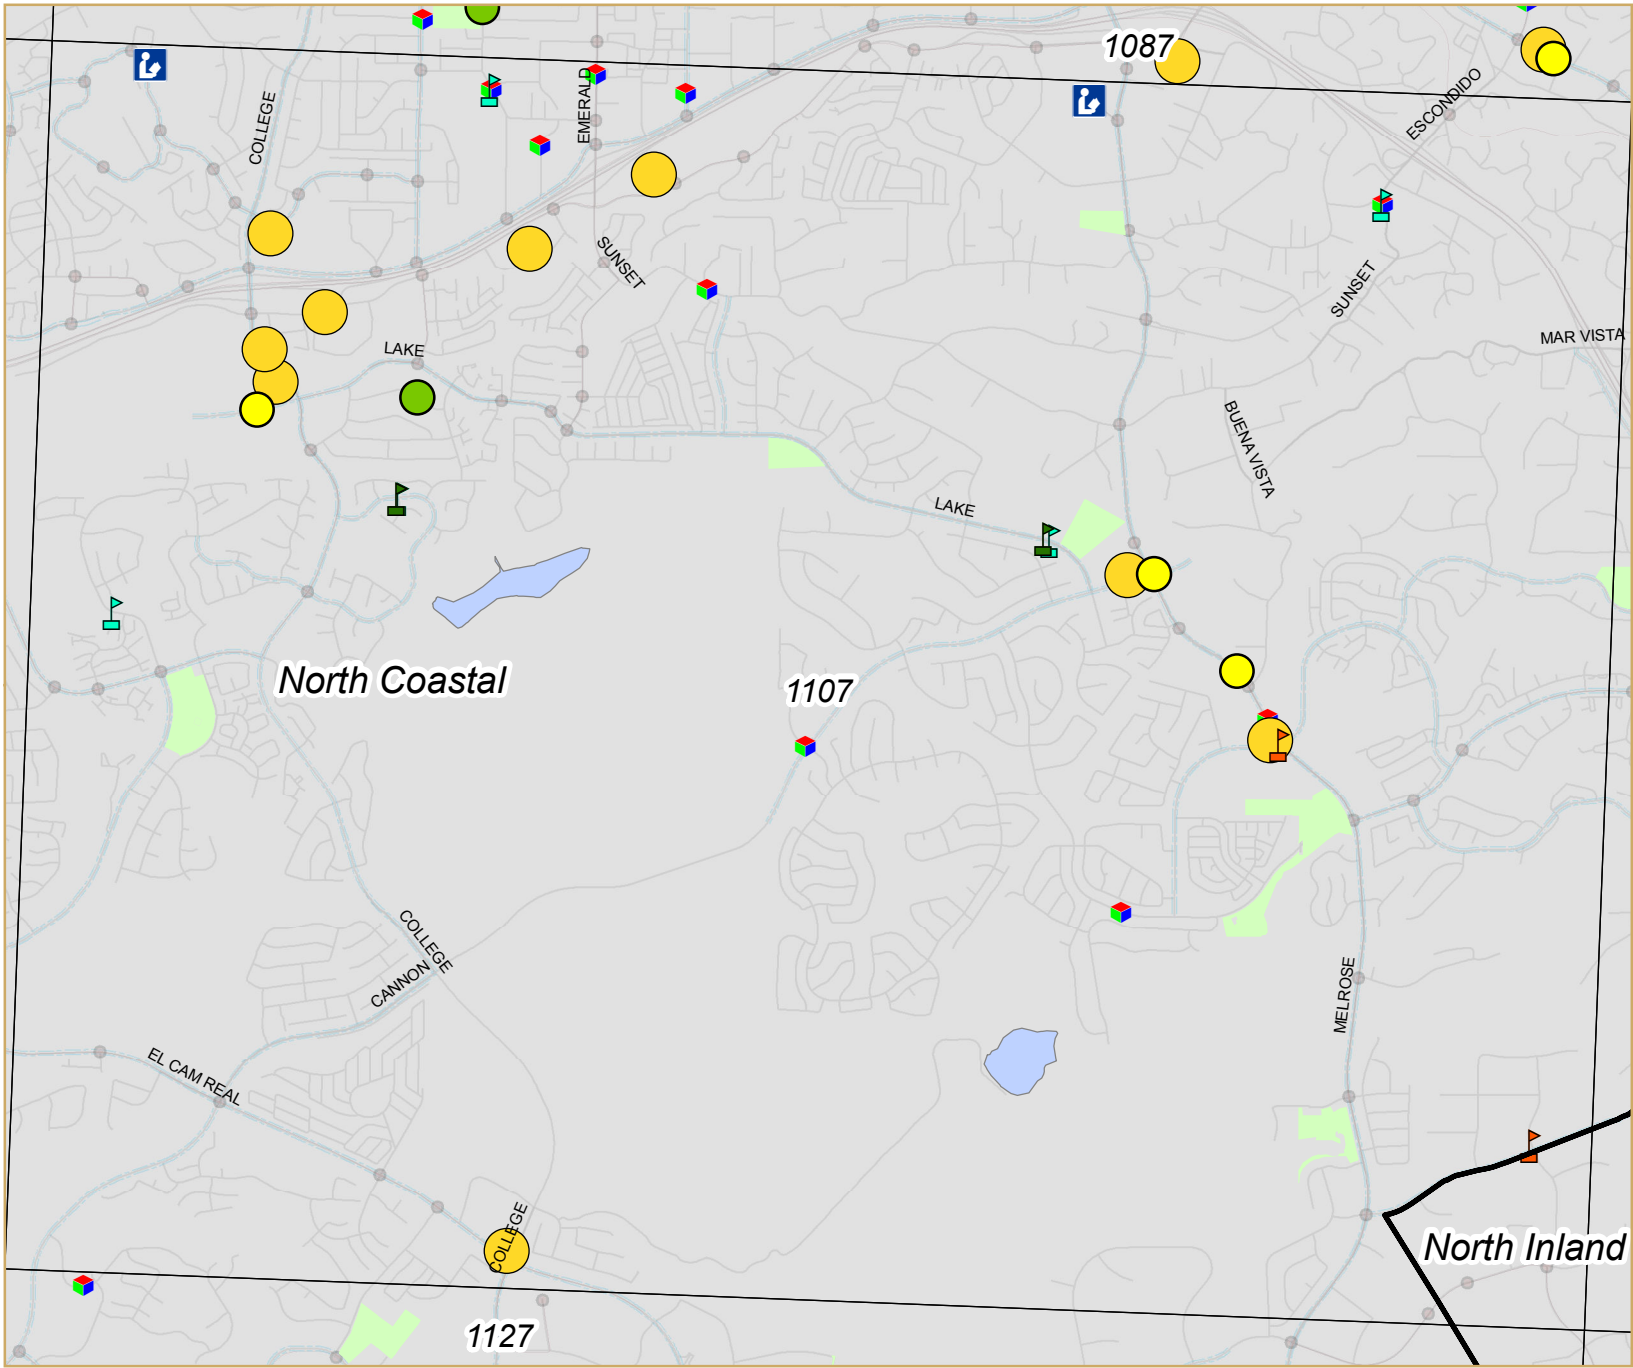 1087
COLLEGE
EMERALD
ESCONDIDO
SUNSET
SUNSET
MAR VISTA
LAKE
BUENA VISTA
LAKE
North Coastal
1107
COLLEGE
CANNON
MELROSE
EL CAM REAL
COLLEGE
North Inland
1127